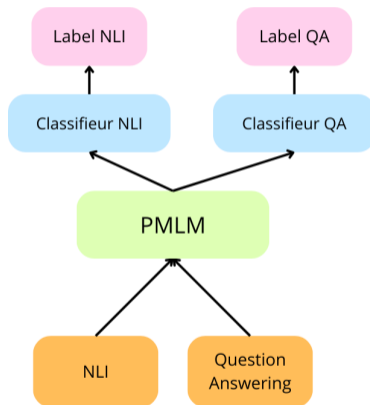 Label NLI
Label QA
Classifieur NLI
Classifieur QA
PMLM
NLI
Question
Answering